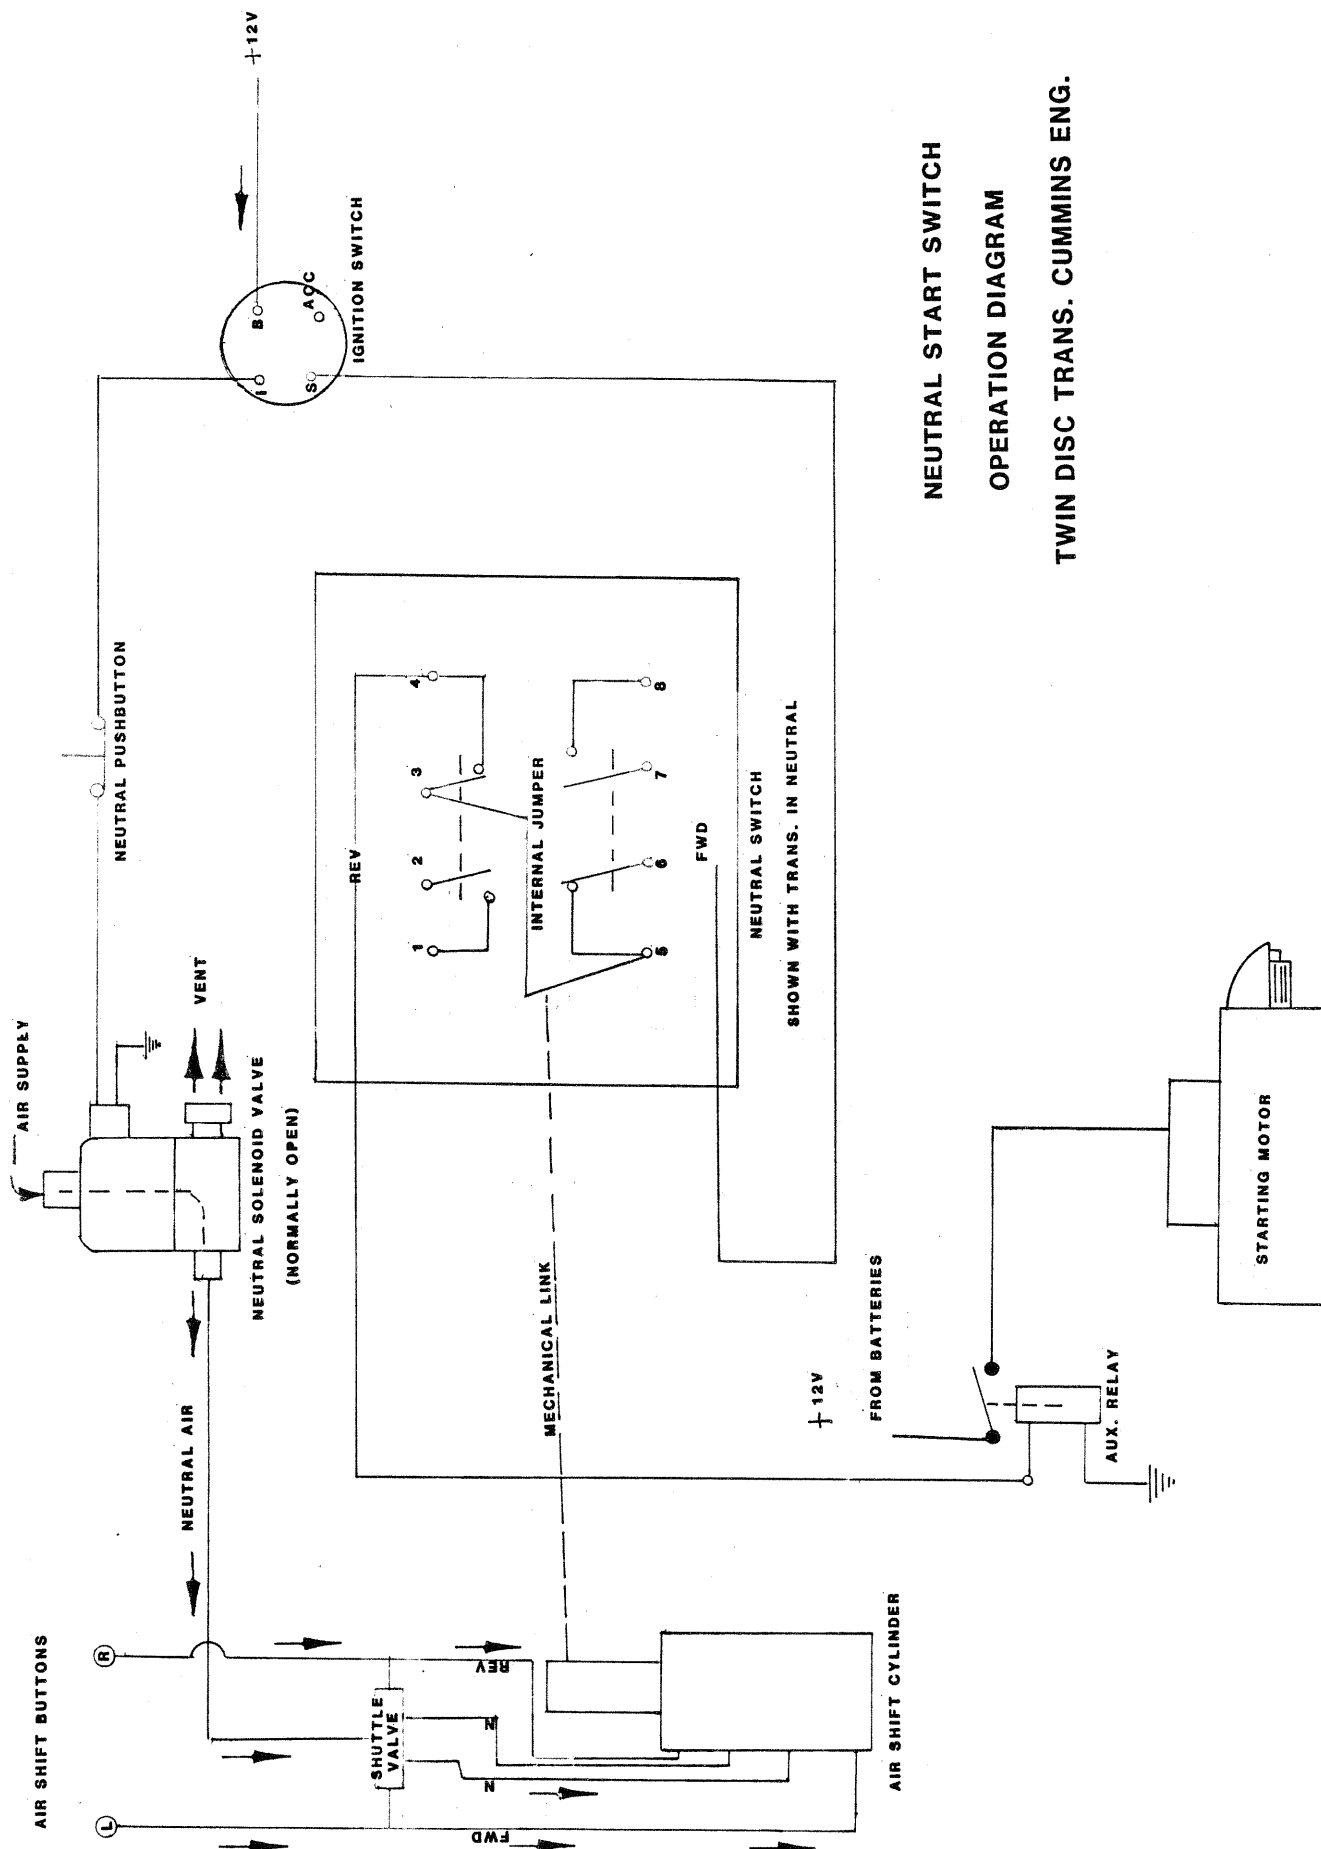 AIR SHIFT BUTTONS
R
L
NEUTRAL AIR
SHUTTLE
VALVE
REV
N
N
FWD
AIR SHIFT CYLINDER
MECHANICAL LINK
AIR SUPPLY
VENT
NEUTRAL SOLENOID VALVE
(NORMALLY OPEN)
NEUTRAL PUSHBUTTON
+12V
I
B
S
ACC
IGNITION SWITCH
REV
1
2
3
4
INTERNAL JUMPER
5
6
7
8
FWD
NEUTRAL SWITCH
SHOWN WITH TRANS. IN NEUTRAL
+12V
FROM BATTERIES
AUX. RELAY
STARTING MOTOR
NEUTRAL START SWITCH
OPERATION DIAGRAM
TWIN DISC TRANS. CUMMINS ENG.